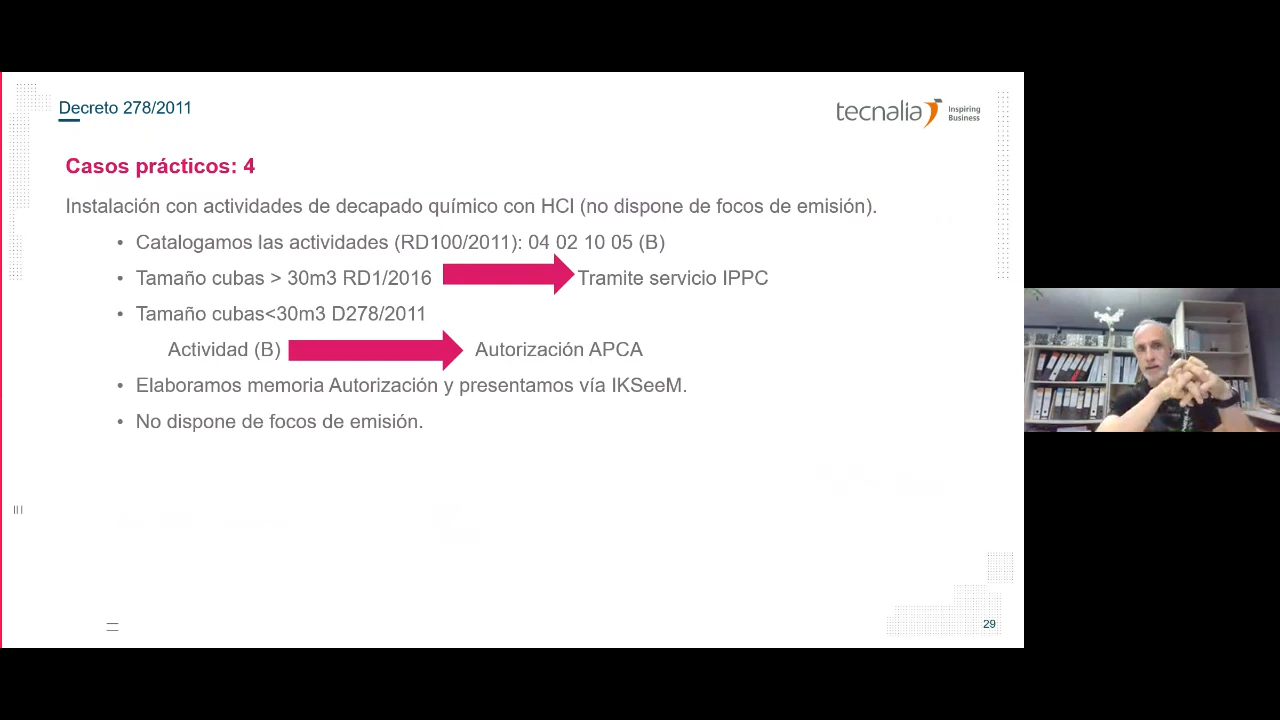 Decreto 278/2011
tecnalia Inspiring
Business
Casos prácticos: 4
Instalación con actividades de decapado químico con HCl (no dispone de focos de emisión).
• Catalogamos las actividades (RD100/2011): 04 02 10 05 (B)
• Tamaño cubas > 30m3 RD1/2016 Tramite servicio IPPC
• Tamaño cubas<30m3 D278/2011
Actividad (B) Autorización APCA
• Elaboramos memoria Autorización y presentamos vía IKSeeM.
• No dispone de focos de emisión.
29